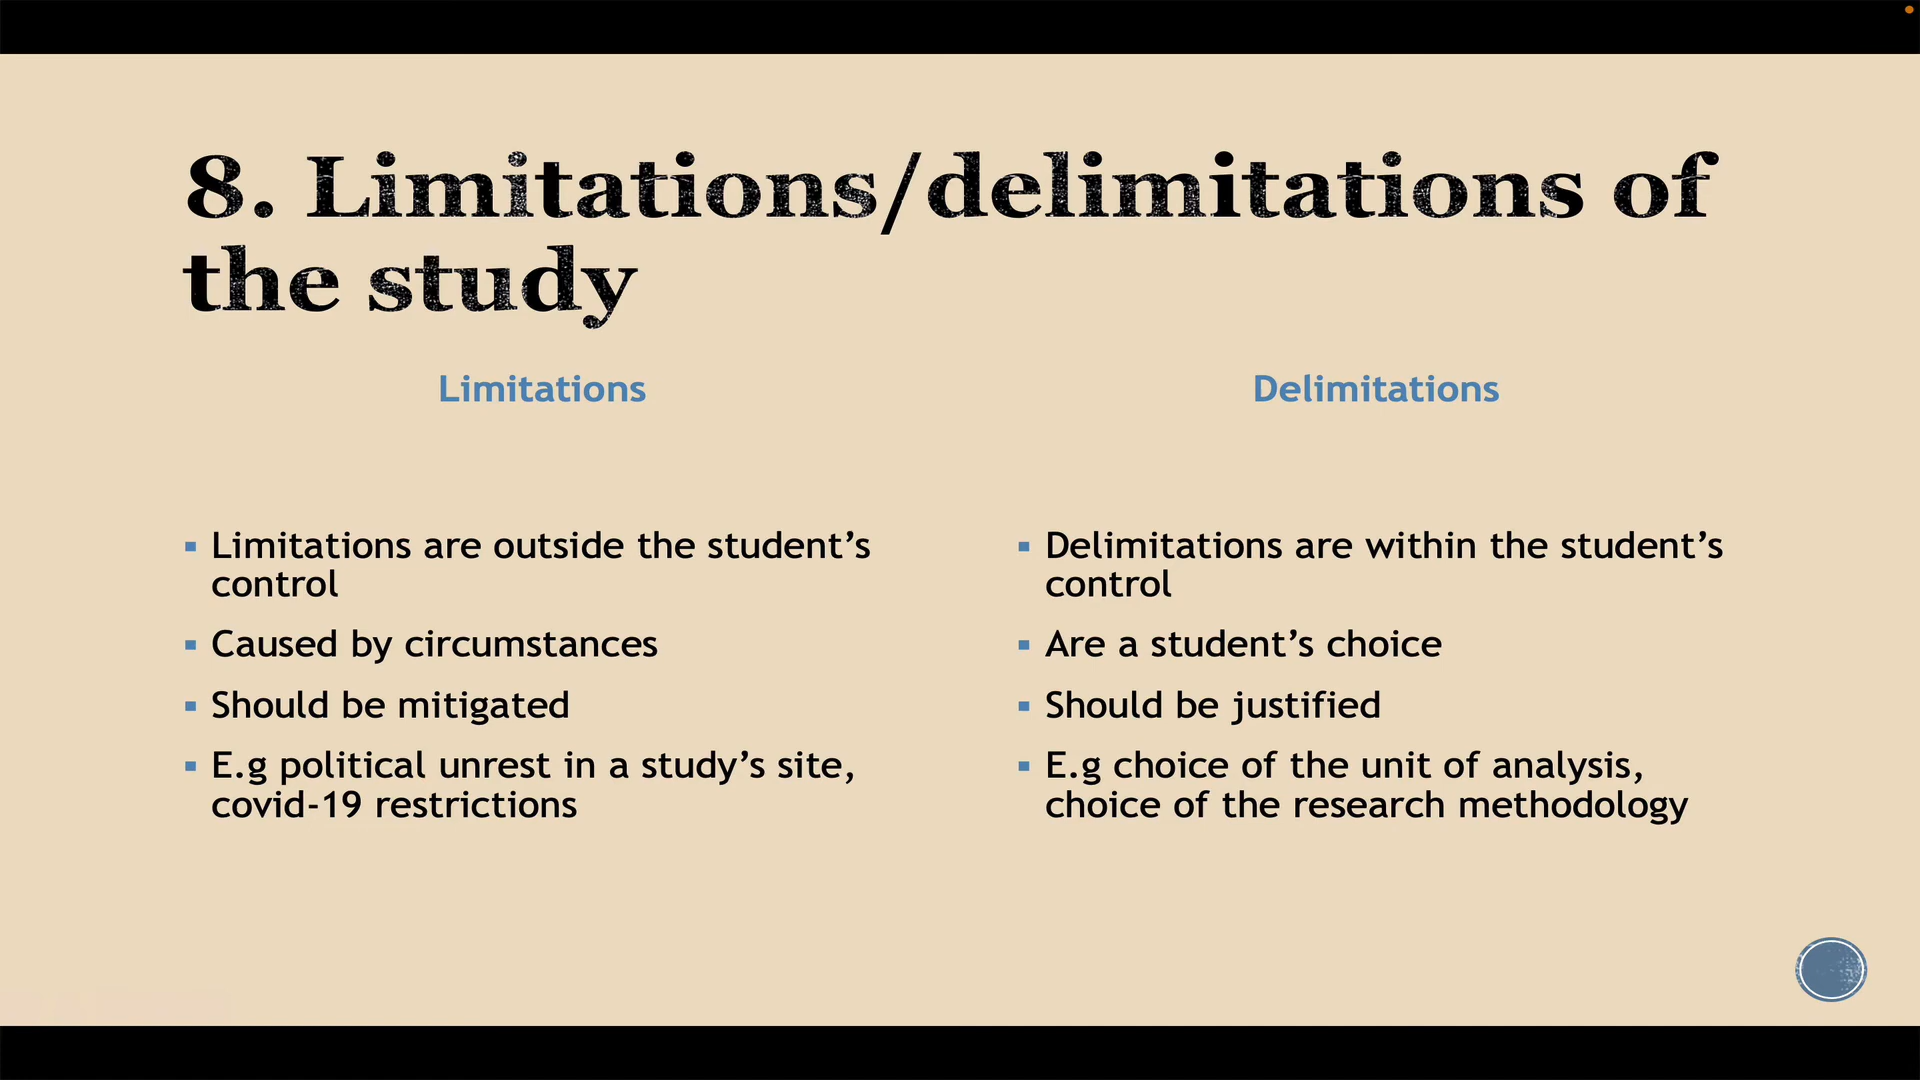 8. Limitations/delimitations of
the study
Limitations
▪ Limitations are outside the student’s
control
▪ Caused by circumstances
▪ Should be mitigated
▪ E.g political unrest in a study’s site,
covid-19 restrictions
Delimitations
▪ Delimitations are within the student’s
control
▪ Are a student’s choice
▪ Should be justified
▪ E.g choice of the unit of analysis,
choice of the research methodology